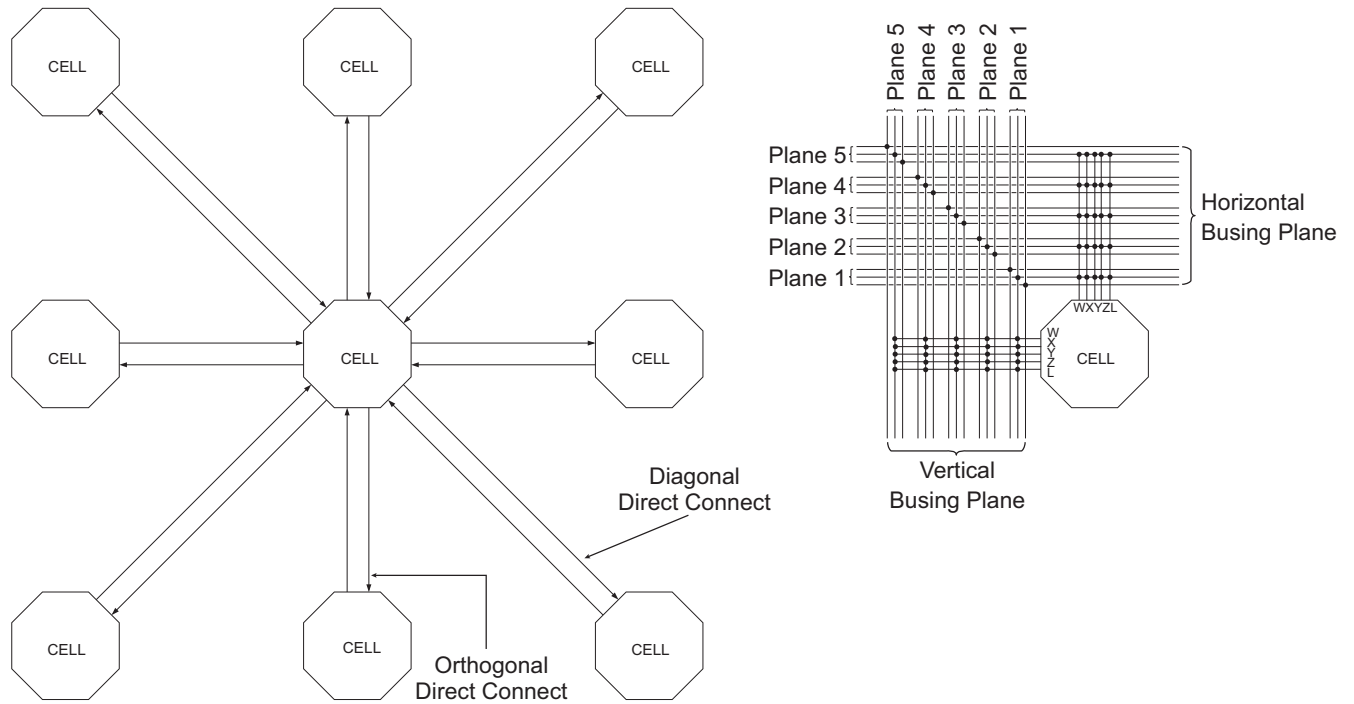 CELL
CELL
CELL
CELL
CELL
CELL
Diagonal
Direct Connect
CELL
CELL
CELL
Orthogonal
Direct Connect
Plane 5
Plane 4
Plane 3
Plane 2
Plane 1
Plane 5
Plane 4
Plane 3
Plane 2
Plane 1
Horizontal
Busing Plane
WXYZL
W
X
Y
Z
L
CELL
Vertical
Busing Plane